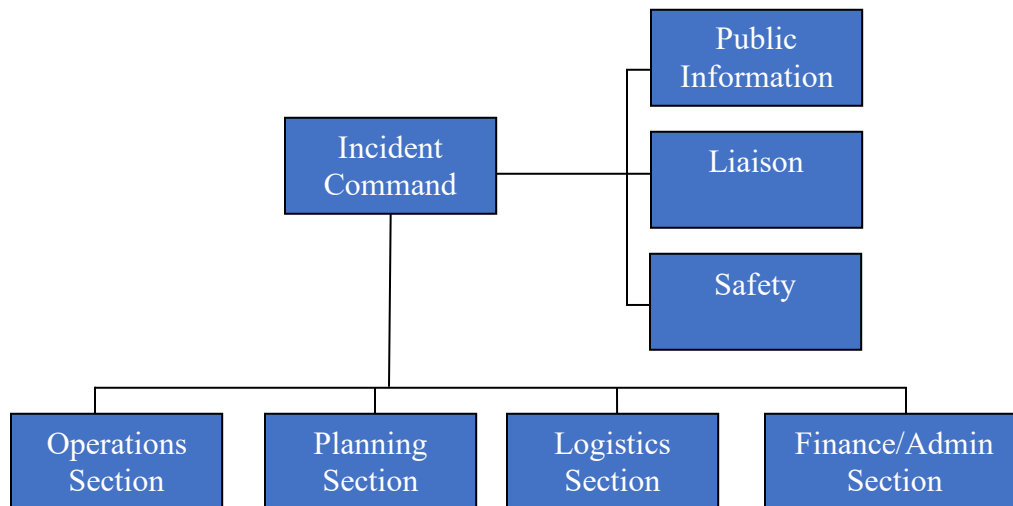 Public
Information
Incident
Command
Liaison
Safety
Operations
Section
Planning
Section
Logistics
Section
Finance/Admin
Section